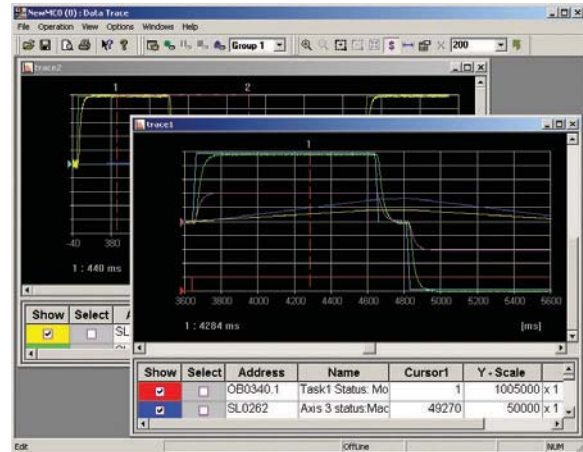 NewMC0 (0) : Data Trace
File Operation View Options Windows Help
Group 1 200
trace2
1 2
-40 380
1 : 440 ms
Show Select A
SL
trace1
1
3600 3800 4000 4200 4400 4600 4800 5000 5200 5400 5600
1 : 4284 ms [ms]
Show Select Address Name Cursor1 Y - Scale
OB0340.1 Task1 Status: Mo 1 1005000 x 1
SL0262 Axis 3 status:Mac 49270 50000 x 1
Edit Offline NUM